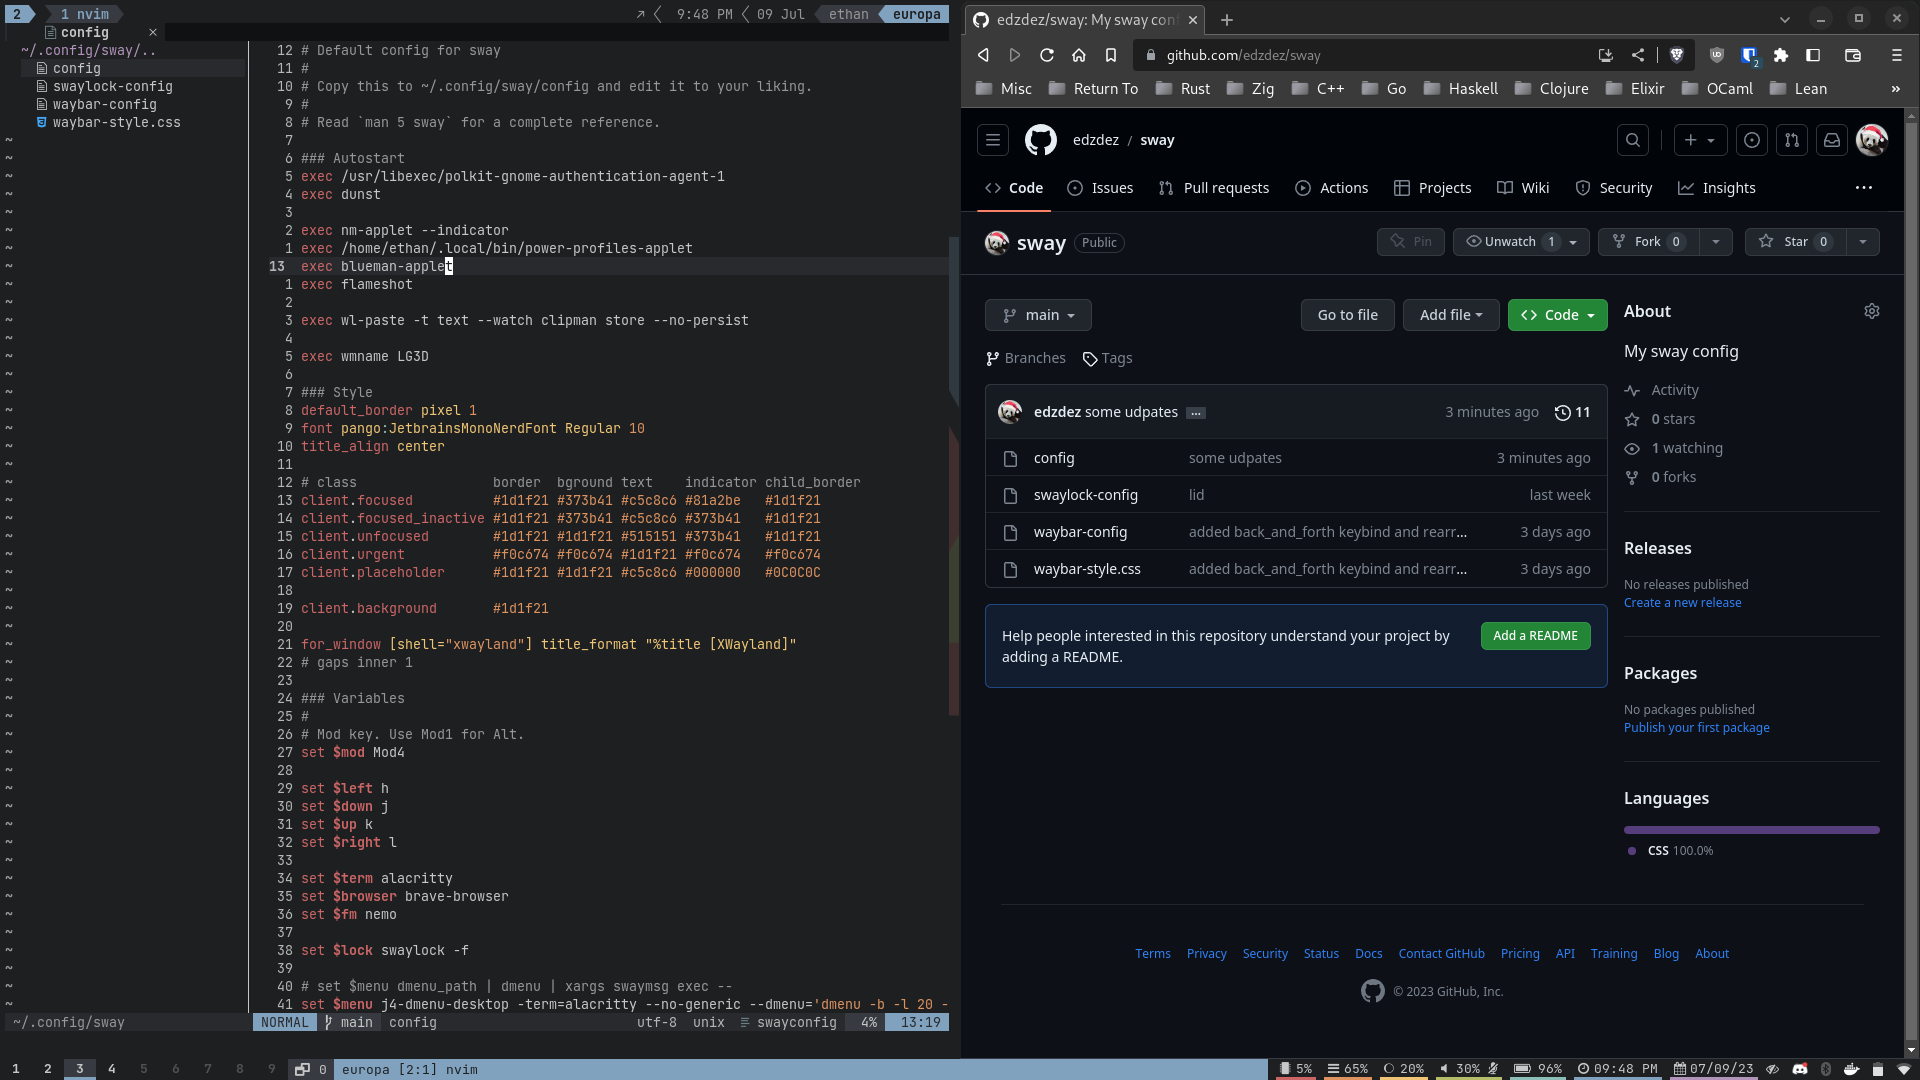 2  1 nvim  9:48 PM  09 Jul  ethan  europa
config ×
~/.config/sway/..
config
swaylock-config
waybar-config
waybar-style.css
12 # Default config for sway
11 #
10 # Copy this to ~/.config/sway/config and edit it to your liking.
9 #
8 # Read `man 5 sway` for a complete reference.
7
6 ### Autostart
5 exec /usr/libexec/polkit-gnome-authentication-agent-1
4 exec dunst
3
2 exec nm-applet --indicator
1 exec /home/ethan/.local/bin/power-profiles-applet
13 exec blueman-applet
1 exec flameshot
2
3 exec wl-paste -t text --watch clipman store --no-persist
4
5 exec wmname LG3D
6
7 ### Style
8 default_border pixel 1
9 font pango:JetbrainsMonoNerdFont Regular 10
10 title_align center
11
12 # class border bground text indicator child_border
13 client.focused #1d1f21 #373b41 #c5c8c6 #81a2be #1d1f21
14 client.focused_inactive #1d1f21 #373b41 #c5c8c6 #373b41 #1d1f21
15 client.unfocused #1d1f21 #1d1f21 #515151 #373b41 #1d1f21
16 client.urgent #f0c674 #f0c674 #1d1f21 #f0c674 #f0c674
17 client.placeholder #1d1f21 #1d1f21 #c5c8c6 #000000 #0C0C0C
18
19 client.background #1d1f21
20
21 for_window [shell="xwayland"] title_format "%title [XWayland]"
22 # gaps inner 1
23
24 ### Variables
25 #
26 # Mod key. Use Mod1 for Alt.
27 set $mod Mod4
28
29 set $left h
30 set $down j
31 set $up k
32 set $right l
33
34 set $term alacritty
35 set $browser brave-browser
36 set $fm nemo
37
38 set $lock swaylock -f
39
40 # set $menu dmenu_path | dmenu | xargs swaymsg exec --
41 set $menu j4-dmenu-desktop -term=alacritty --no-generic --dmenu='dmenu -b -l 20 -
~/.config/sway  NORMAL  main  config  utf-8  unix  swayconfig  4%  13:19
edzdez/sway: My sway conf
github.com/edzdez/sway
2
Misc  Return To  Rust  Zig  C++  Go  Haskell  Clojure  Elixir  OCaml  Lean  »
edzdez / sway
Code  Issues  Pull requests  Actions  Projects  Wiki  Security  Insights  ...
sway  Public  Pin  Unwatch 1  Fork 0  Star 0
main  Go to file  Add file  Code
Branches  Tags
edzdez some udpates ...  3 minutes ago  11
config  some udpates  3 minutes ago
swaylock-config  lid  last week
waybar-config  added back_and_forth keybind and rearr...  3 days ago
waybar-style.css  added back_and_forth keybind and rearr...  3 days ago
Help people interested in this repository understand your project by
adding a README.
Add a README
About
My sway config
Activity
0 stars
1 watching
0 forks
Releases
No releases published
Create a new release
Packages
No packages published
Publish your first package
Languages
CSS 100.0%
Terms  Privacy  Security  Status  Docs  Contact GitHub  Pricing  API  Training  Blog  About
© 2023 GitHub, Inc.
1  2  3  4  5  6  7  8  9  0  europa [2:1] nvim  5%  65%  20%  30%  96%  09:48 PM  07/09/23